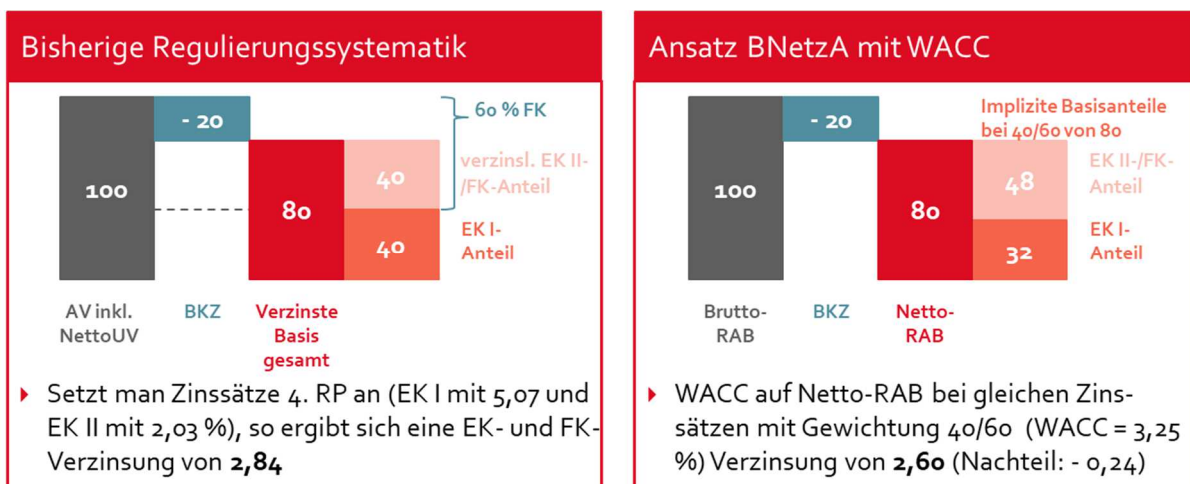 Bisherige Regulierungssystematik
100
- 20
80
40
40
60 % FK
verzinsl. EK II-
/FK-Anteil
EK I-
Anteil
AV inkl.
NettoUV
BKZ
Verzinste
Basis
gesamt
Setzt man Zinssätze 4. RP an (EK I mit 5,07 und
EK II mit 2,03 %), so ergibt sich eine EK- und FK-
Verzinsung von 2,84
Ansatz BNetzA mit WACC
Implizite Basisanteile
bei 40/60 von 80
100
- 20
80
48
32
EK II-/FK-
Anteil
EK I-
Anteil
Brutto-
RAB
BKZ
Netto-
RAB
WACC auf Netto-RAB bei gleichen Zins-
sätzen mit Gewichtung 40/60 (WACC = 3,25
%) Verzinsung von 2,60 (Nachteil: - 0,24)